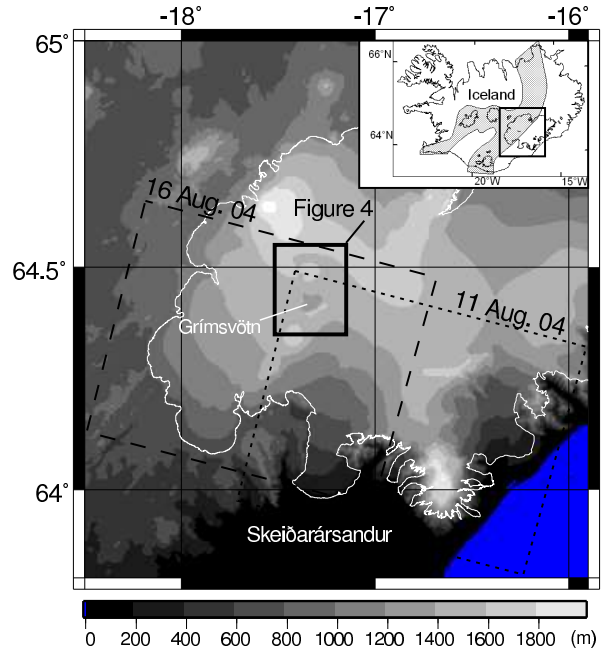 -18° -17° -16°
65°
66°N
Iceland
64°N
20°W 15°W
16 Aug. 04
Figure 4
64.5°
11 Aug. 04
Grímsvötn
64°
Skeiðarársandur
0 200 400 600 800 1000 1200 1400 1600 1800 (m)